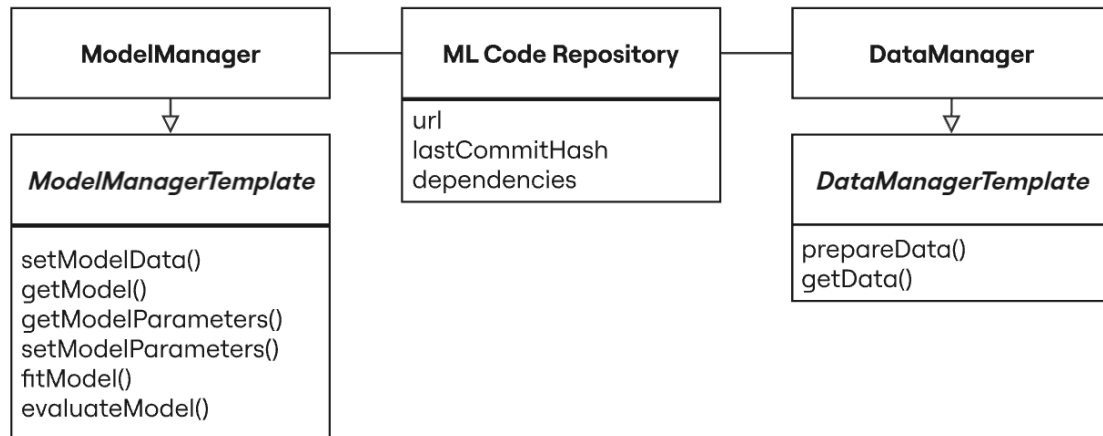 ModelManager
ModelManagerTemplate
setModelData()
getModel()
getModelParameters()
setModelParameters()
fitModel()
evaluateModel()
ML Code Repository
url
lastCommitHash
dependencies
DataManager
DataManagerTemplate
prepareData()
getData()